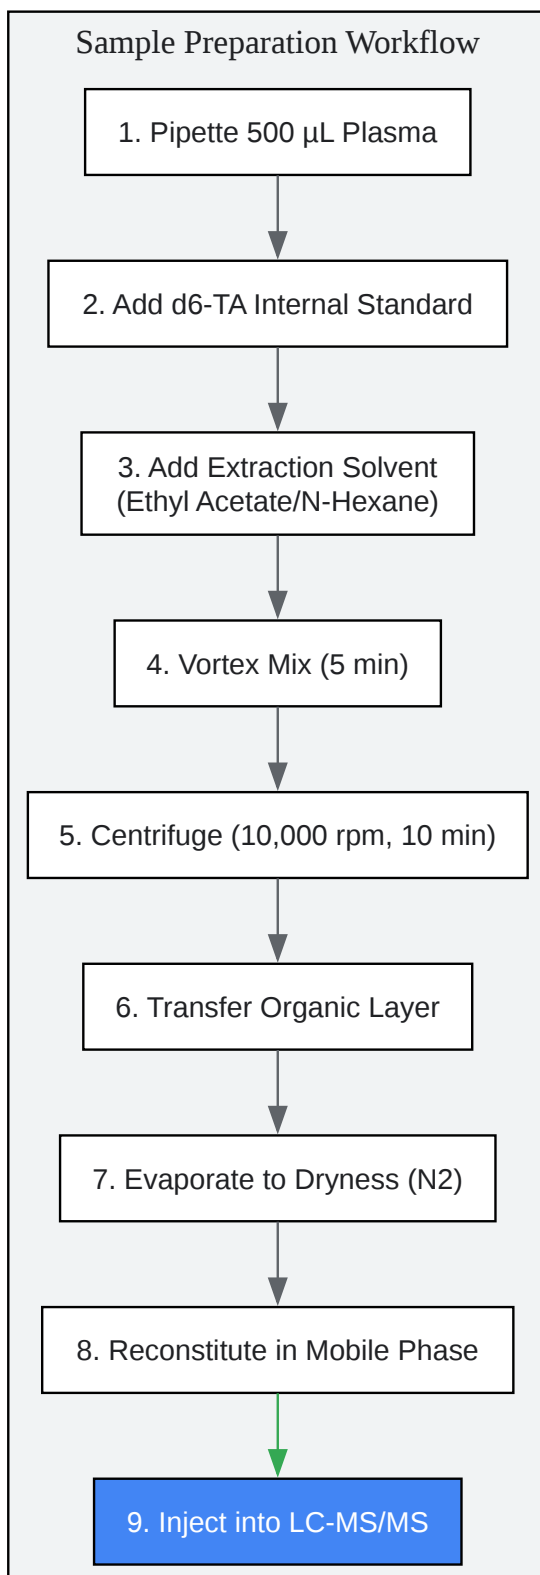 Sample Preparation Workflow
1. Pipette 500 µL Plasma
2. Add d6-TA Internal Standard
3. Add Extraction Solvent
(Ethyl Acetate/N-Hexane)
4. Vortex Mix (5 min)
5. Centrifuge (10,000 rpm, 10 min)
6. Transfer Organic Layer
7. Evaporate to Dryness (N2)
8. Reconstitute in Mobile Phase
9. Inject into LC-MS/MS